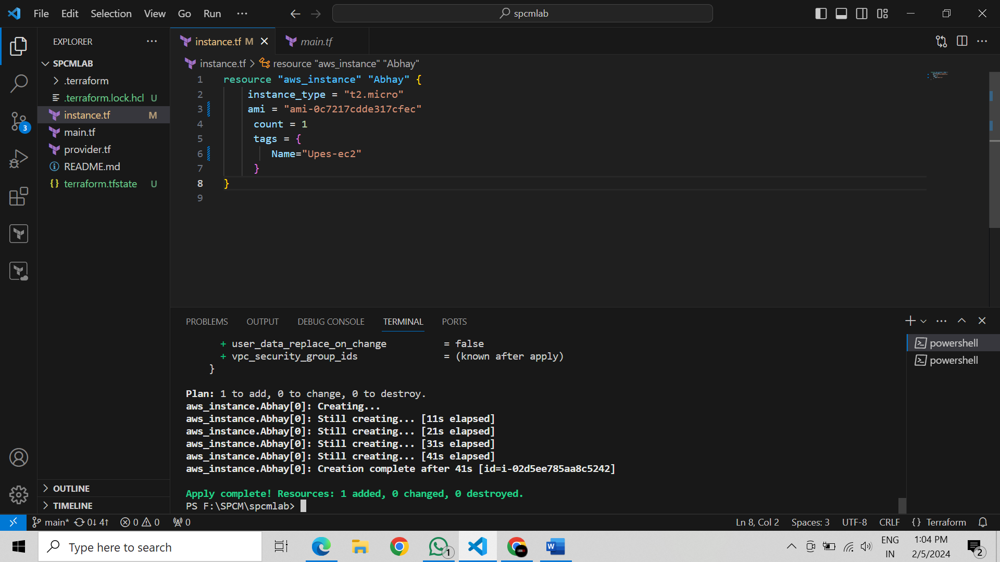 File Edit Selection View Go Run ··· spcmlab
EXPLORER ···
SPCMLAB
.terraform
.terraform.lock.hcl U
instance.tf M
main.tf
provider.tf
README.md
terraform.tfstate U
OUTLINE
TIMELINE
instance.tf M main.tf
instance.tf > resource "aws_instance" "Abhay"
1 resource "aws_instance" "Abhay" {
2 instance_type = "t2.micro"
3 ami = "ami-0c7217cdde317cfec"
4 count = 1
5 tags = {
6 Name="Upes-ec2"
7 }
8 }
9
3
PROBLEMS OUTPUT DEBUG CONSOLE TERMINAL PORTS
+ user_data_replace_on_change = false
+ vpc_security_group_ids = (known after apply)
}
Plan: 1 to add, 0 to change, 0 to destroy.
aws_instance.Abhay[0]: Creating...
aws_instance.Abhay[0]: Still creating... [11s elapsed]
aws_instance.Abhay[0]: Still creating... [21s elapsed]
aws_instance.Abhay[0]: Still creating... [31s elapsed]
aws_instance.Abhay[0]: Still creating... [41s elapsed]
aws_instance.Abhay[0]: Creation complete after 41s [id=i-02d5ee785aa8c5242]
Apply complete! Resources: 1 added, 0 changed, 0 destroyed.
PS F:\SPCM\spcmlab>
powershell
powershell
main* 0↓ 4↑ 0 0 0 Ln 8, Col 2 Spaces: 3 UTF-8 CRLF {} Terraform
Type here to search 1 W ENG
IN
1:04 PM
2/5/2024
2